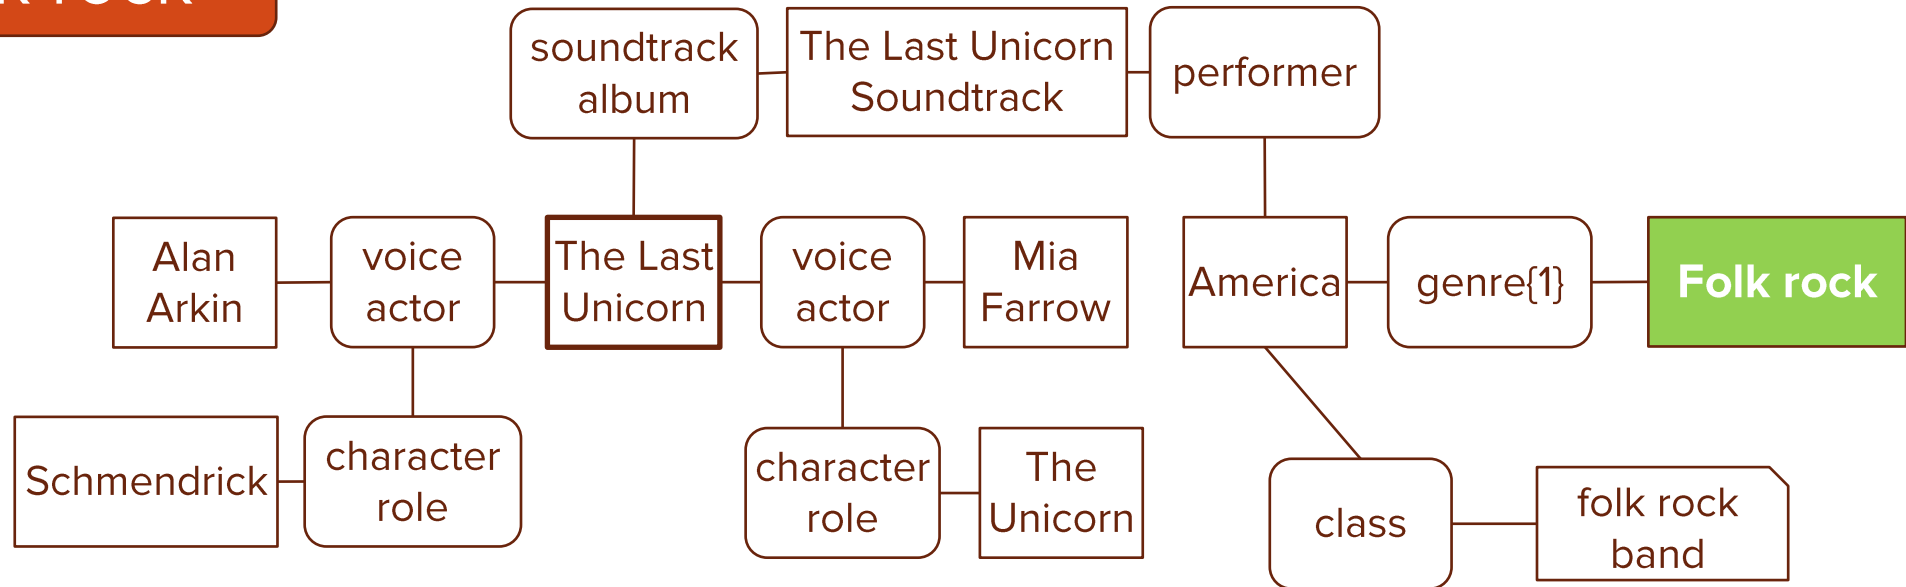 soundtrack
album
The Last Unicorn
Soundtrack
performer
Alan
Arkin
voice
actor
The Last
Unicorn
voice
actor
Mia
Farrow
America
genre{1}
Folk rock
Schmendrick
character
role
character
role
The
Unicorn
class
folk rock
band